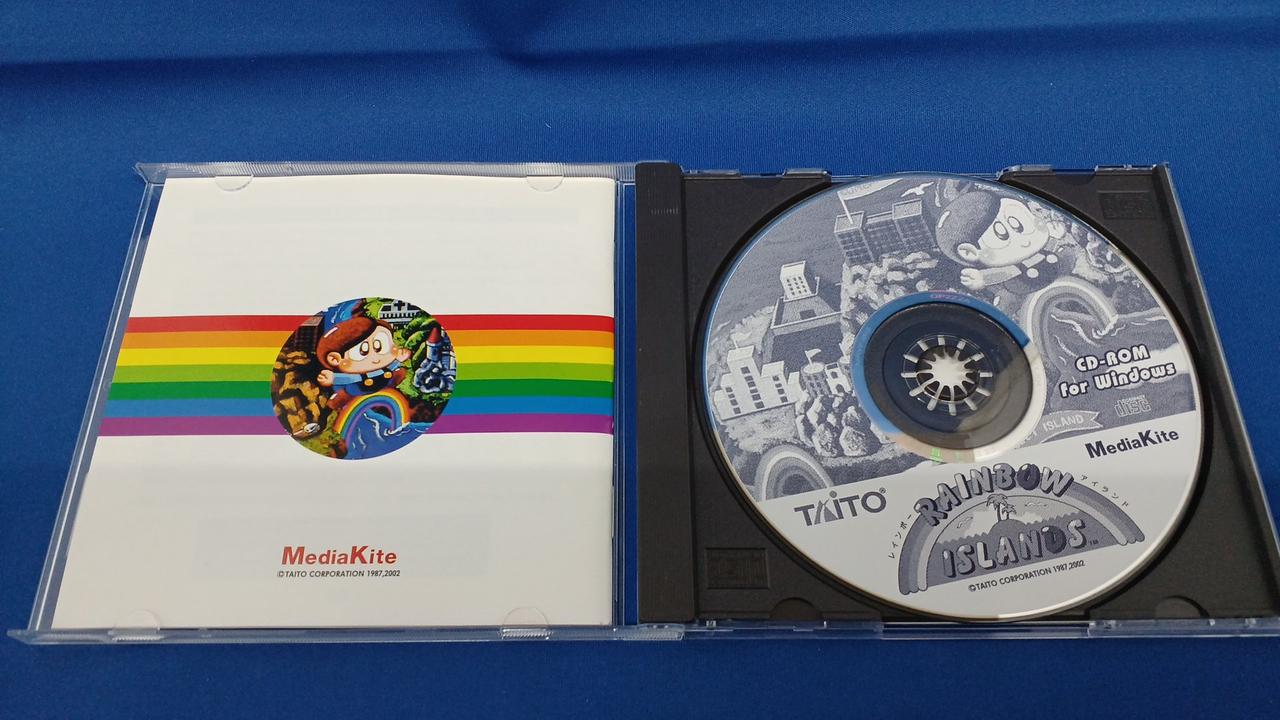 MediaKite
©TAITO CORPORATION 1987,2002
CD-ROM
for Windows
ISLAND
MediaKite
TAITO®
レインボー アイランド
RAINBOW
ISLANDS™
©TAITO CORPORATION 1987,2002